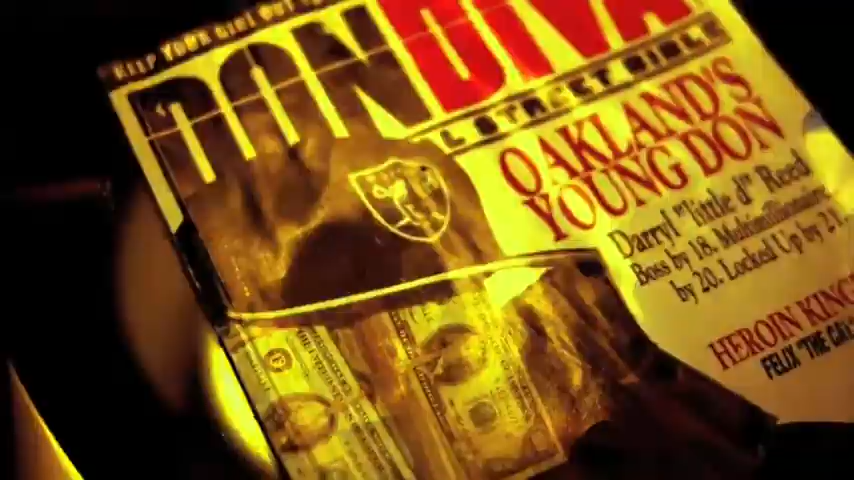 KEEP YOUR GIRL OUT
DON DIVA
L STREET BIBLE
OAKLAND'S
YOUNG DON
Darryl "little d" Reed
Boss by 18. Multimillionaire
by 20. Locked Up by 21.
HEROIN KING
FELIX "THE CAT